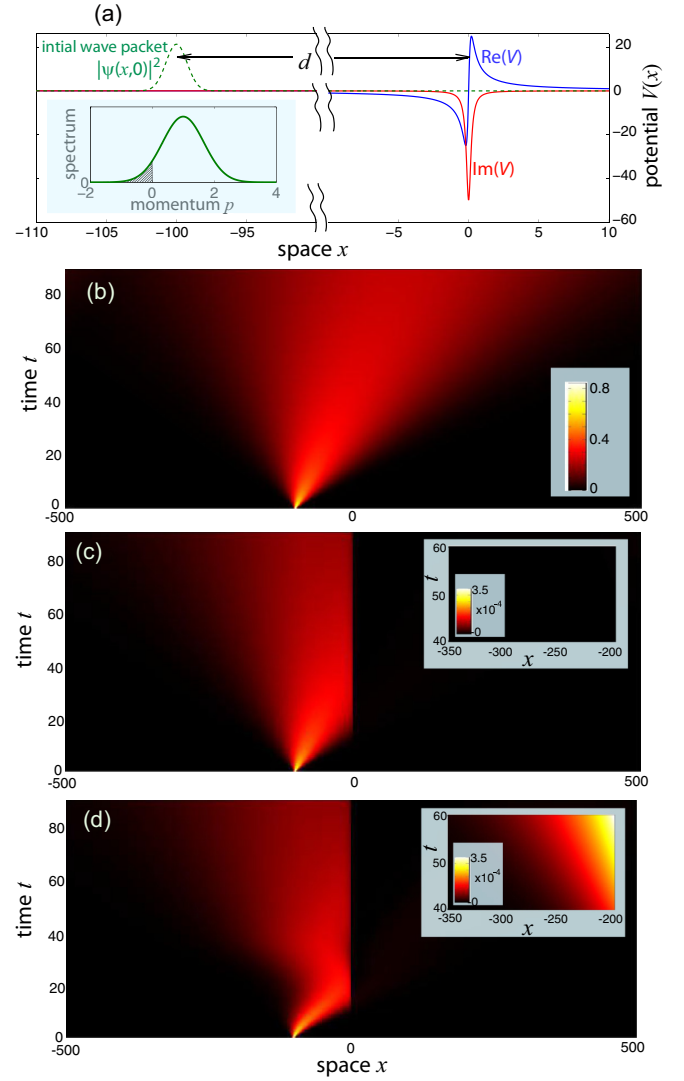 (a)
intial wave packet
|ψ(x,0)|²
d
Re(V)
Im(V)
20
0
−20
−40
−60
potential V(x)
spectrum
−2
0
2
4
momentum p
−110
−100
−95
−5
0
5
10
space x
(b)
80
60
40
20
0
time t
0.8
0.4
0
-500
0
500
(c)
80
60
40
20
0
time t
60
50
40
t
3.5
x10⁻⁴
0
-350
-300
-200
x
-500
0
500
(d)
80
60
40
20
0
time t
60
50
40
t
3.5
x10⁻⁴
0
-350
-300
-200
x
-500
0
500
space x